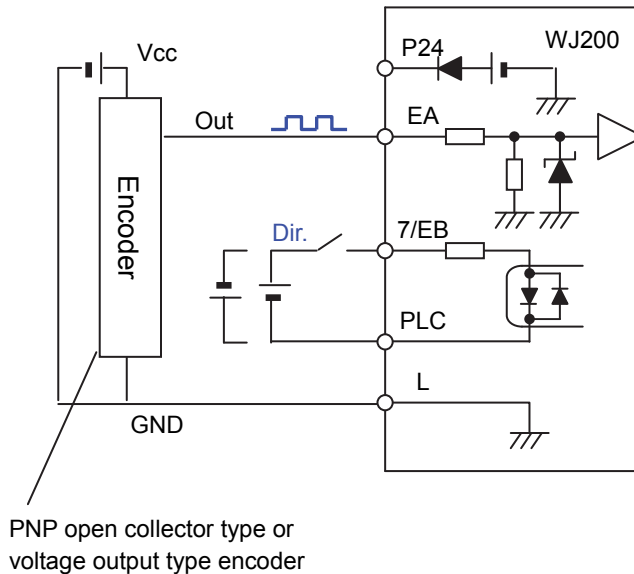 Vcc
P24
WJ200
Out
EA
Encoder
Dir.
7/EB
PLC
L
GND
PNP open collector type or
voltage output type encoder